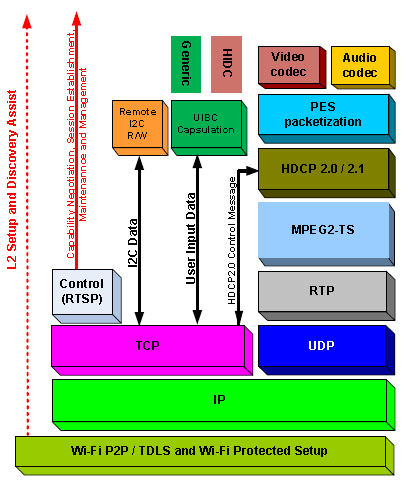 L2 Setup and Discovery Assist
Capability Negotiation, Session Establishment,
Maintenannce and Management
Generic
HIDC
Video
codec
Audio
codec
Remote
I2C
R/W
UIBC
Capsulation
PES
packetization
HDCP 2.0 / 2.1
I2C Data
User Input Data
HDCP2.0 Control Message
MPEG2-TS
Control
(RTSP)
RTP
TCP
UDP
IP
Wi-Fi P2P / TDLS and Wi-Fi Protected Setup